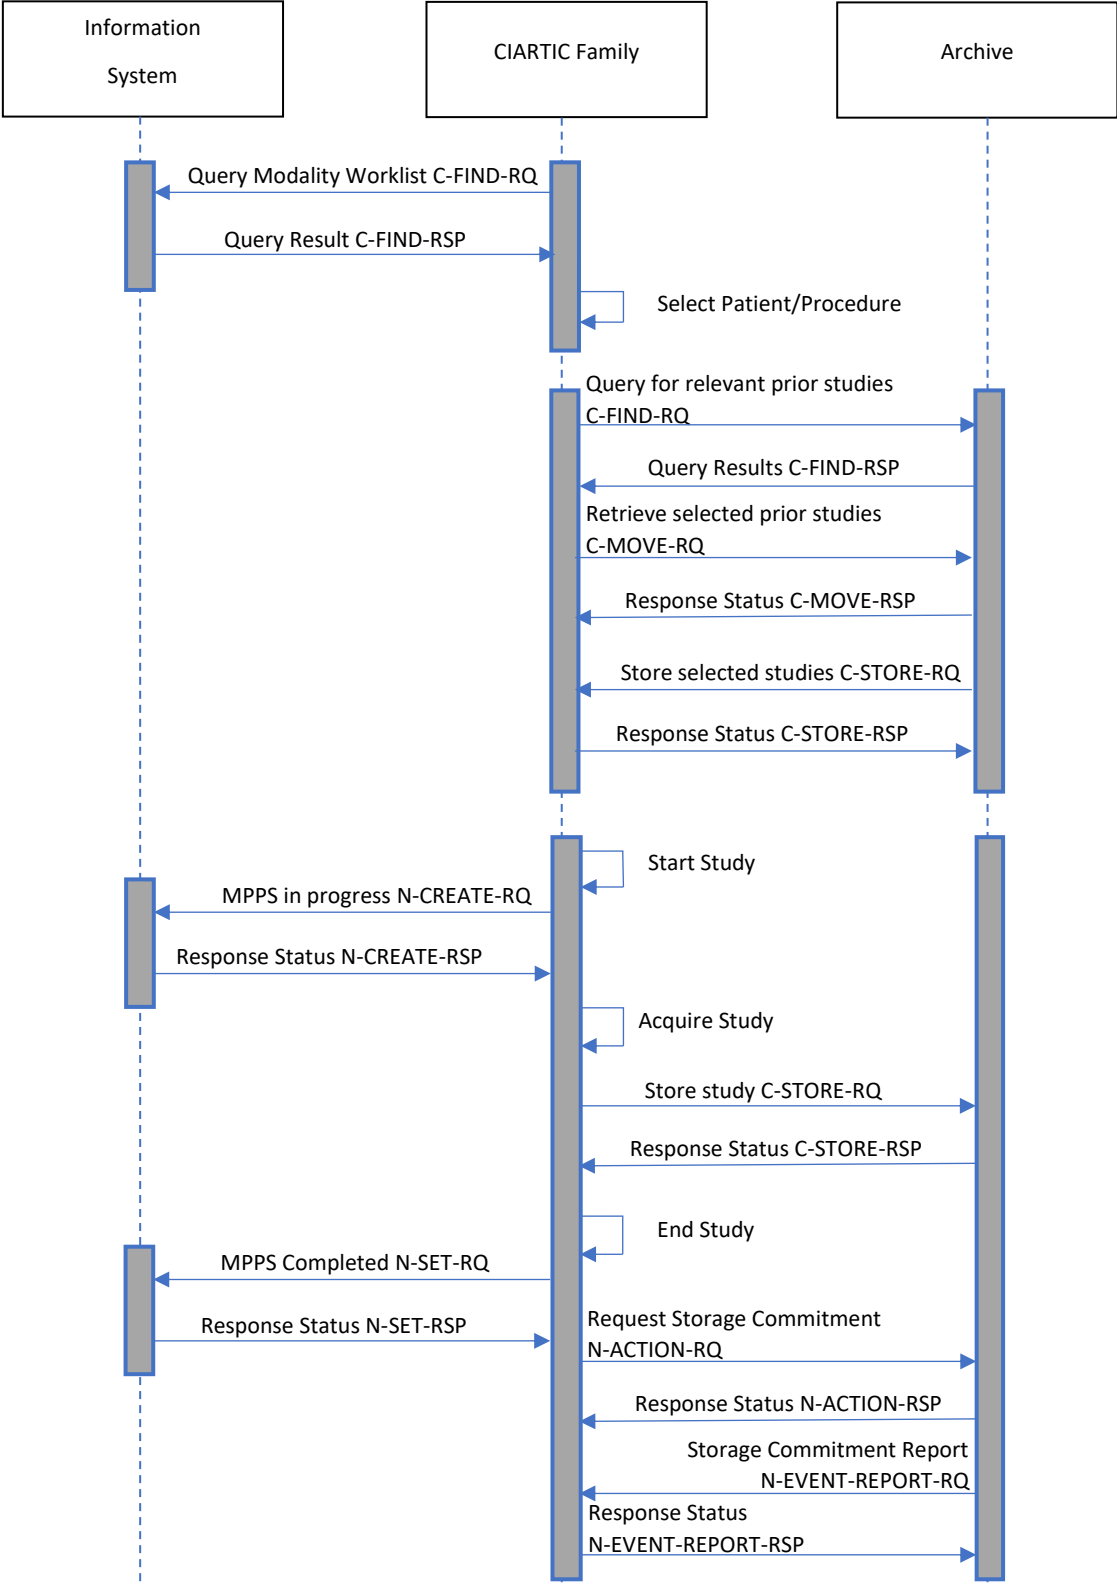 Information
System
CIARTIC Family
Archive
Query Modality Worklist C-FIND-RQ
Query Result C-FIND-RSP
Select Patient/Procedure
Query for relevant prior studies
C-FIND-RQ
Query Results C-FIND-RSP
Retrieve selected prior studies
C-MOVE-RQ
Response Status C-MOVE-RSP
Store selected studies C-STORE-RQ
Response Status C-STORE-RSP
Start Study
MPPS in progress N-CREATE-RQ
Response Status N-CREATE-RSP
Acquire Study
Store study C-STORE-RQ
Response Status C-STORE-RSP
End Study
MPPS Completed N-SET-RQ
Response Status N-SET-RSP
Request Storage Commitment
N-ACTION-RQ
Response Status N-ACTION-RSP
Storage Commitment Report
N-EVENT-REPORT-RQ
Response Status
N-EVENT-REPORT-RSP